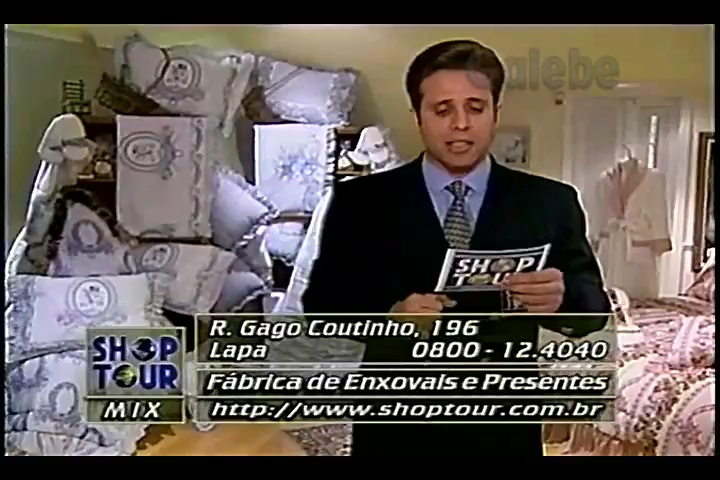 alebe
SHOP
TOUR
R. Gago Coutinho, 196
Lapa 0800 - 12.4040
Fábrica de Enxovais e Presentes
http://www.shoptour.com.br
SHOP
TOUR
MIX